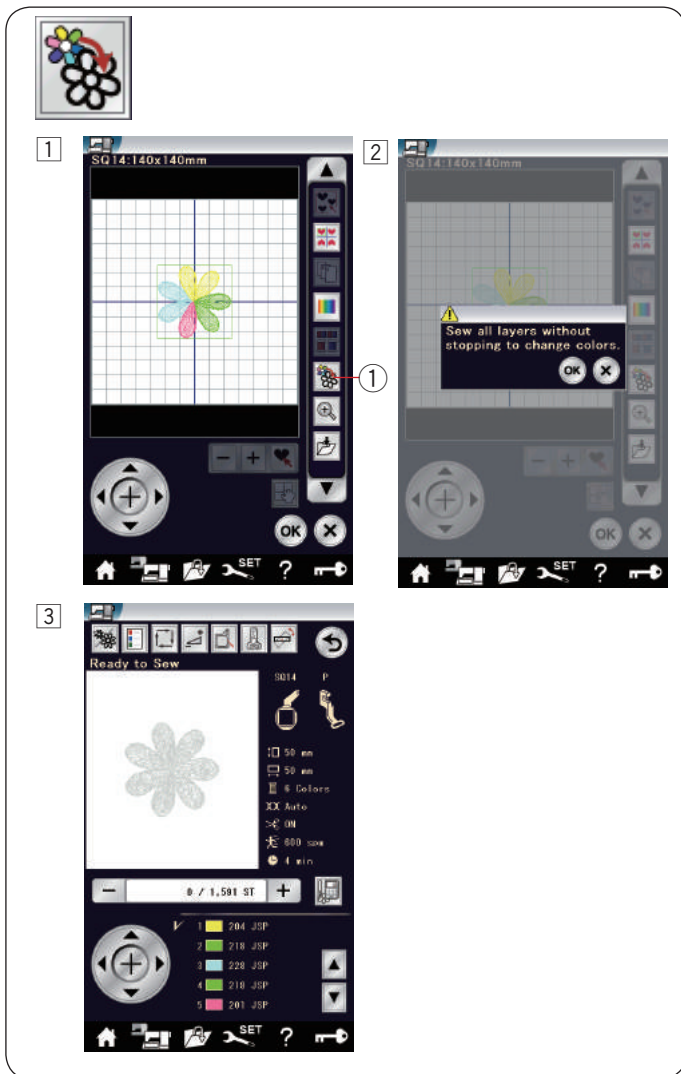 1
SQ14:140x140mm
①
OK
SET
?
2
SQ14:140x140mm
Sew all layers without
stopping to change colors.
OK
OK
SET
?
3
Ready to Sew
SQ14 P
50 mm
50 mm
6 Colors
Auto
ON
600 spm
4 min
0 / 1,591 ST
1 204 JSP
2 218 JSP
3 228 JSP
4 218 JSP
5 201 JSP
SET
?